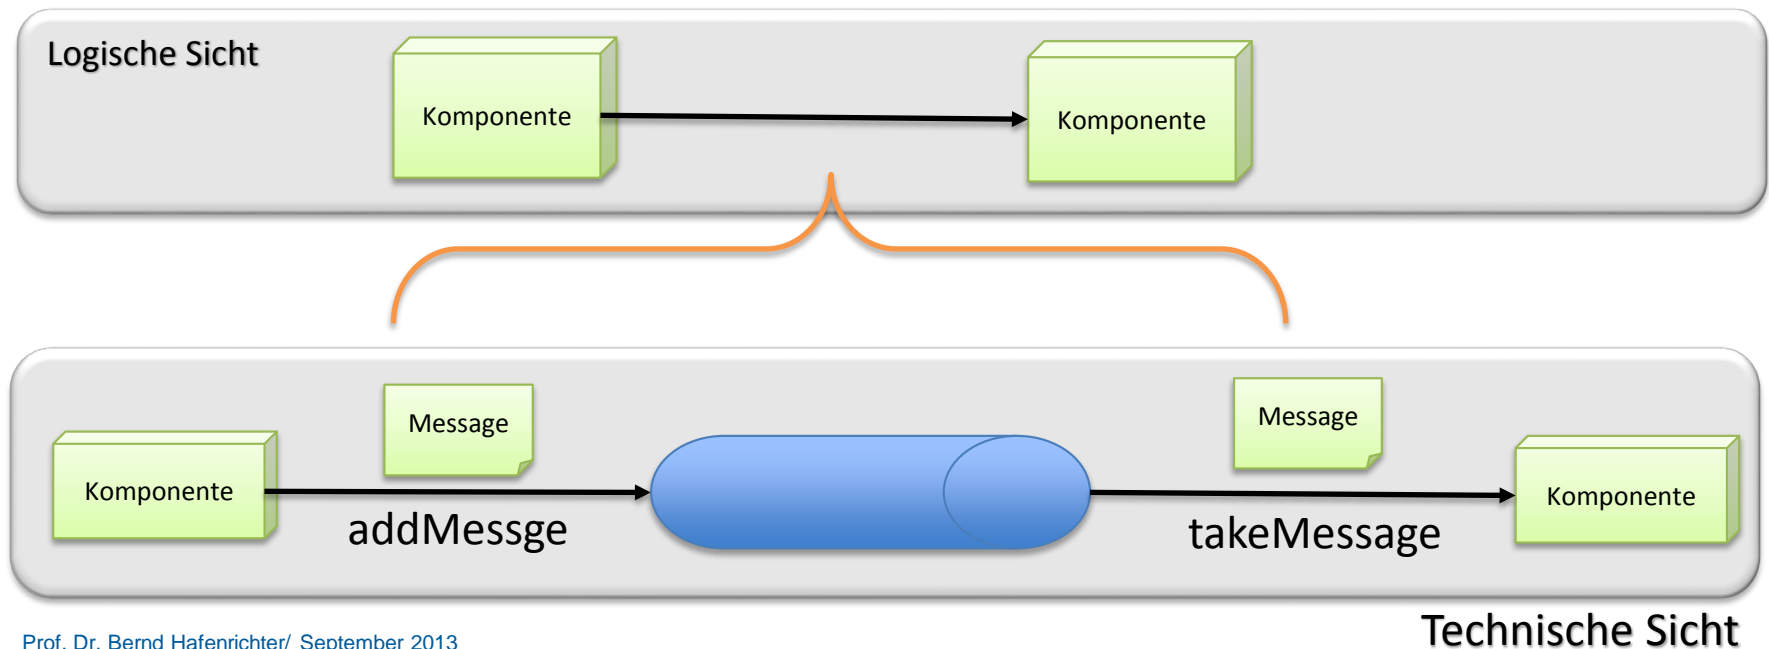 Logische Sicht
Komponente
Komponente
Message
Message
Komponente
Komponente
addMessge
takeMessage
Technische Sicht
Prof. Dr. Bernd Hafenrichter/ September 2013